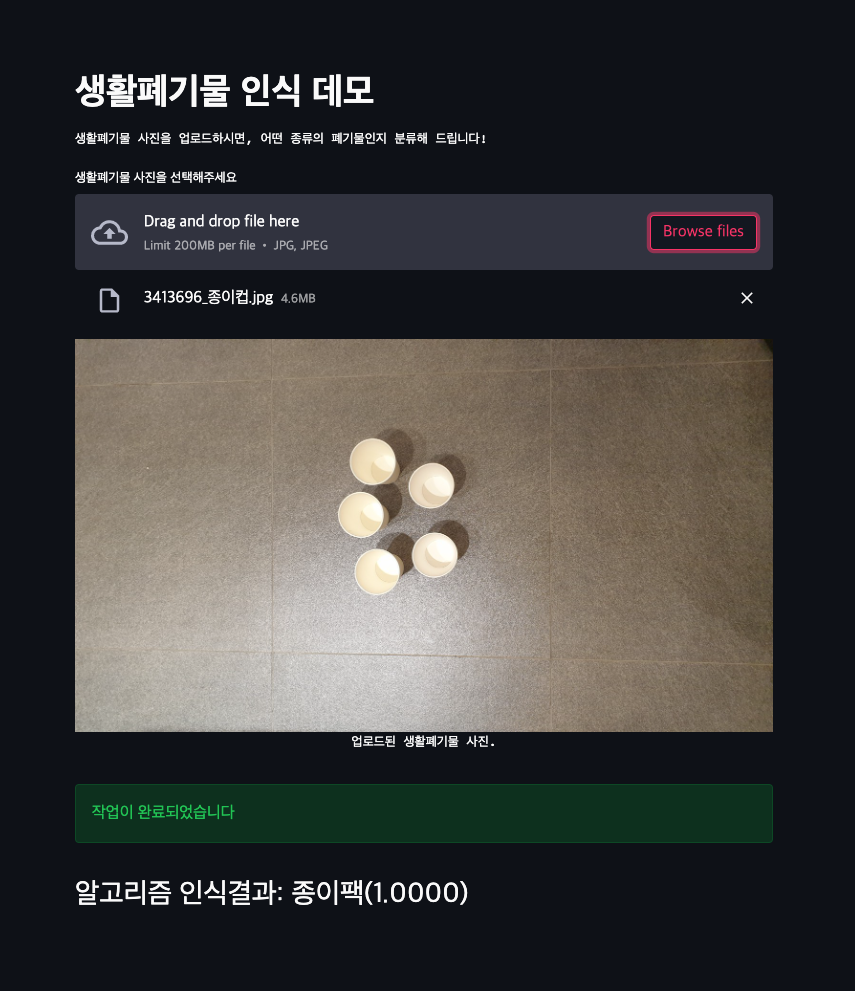 생활폐기물 인식 데모
생활폐기물 사진을 업로드하시면, 어떤 종류의 폐기물인지 분류해 드립니다!
생활폐기물 사진을 선택해주세요
Drag and drop file here
Limit 200MB per file • JPG, JPEG
Browse files
3413696_종이컵.jpg 4.6MB
업로드된 생활폐기물 사진.
작업이 완료되었습니다
알고리즘 인식결과: 종이팩(1.0000)